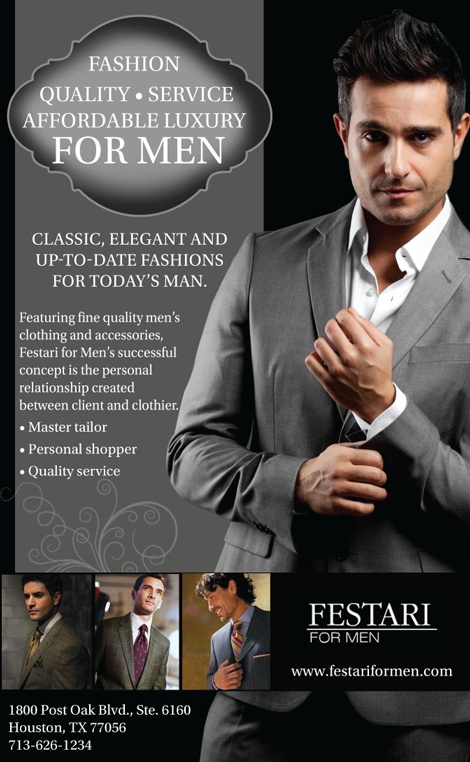 FASHION
QUALITY • SERVICE
AFFORDABLE LUXURY
FOR MEN
CLASSIC, ELEGANT AND
UP-TO-DATE FASHIONS
FOR TODAY'S MAN.
Featuring fine quality men's
clothing and accessories,
Festari for Men's successful
concept is the personal
relationship created
between client and clothier.
• Master tailor
• Personal shopper
• Quality service
FESTARI
FOR MEN
www.festariformen.com
1800 Post Oak Blvd., Ste. 6160
Houston, TX 77056
713-626-1234